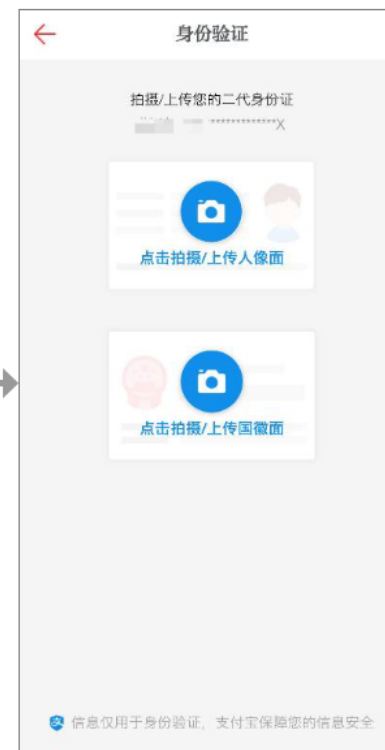 身份验证
拍摄/上传您的二代身份证
*************X
点击拍摄/上传人像面
点击拍摄/上传国徽面
信息仅用于身份验证，支付宝保障您的信息安全